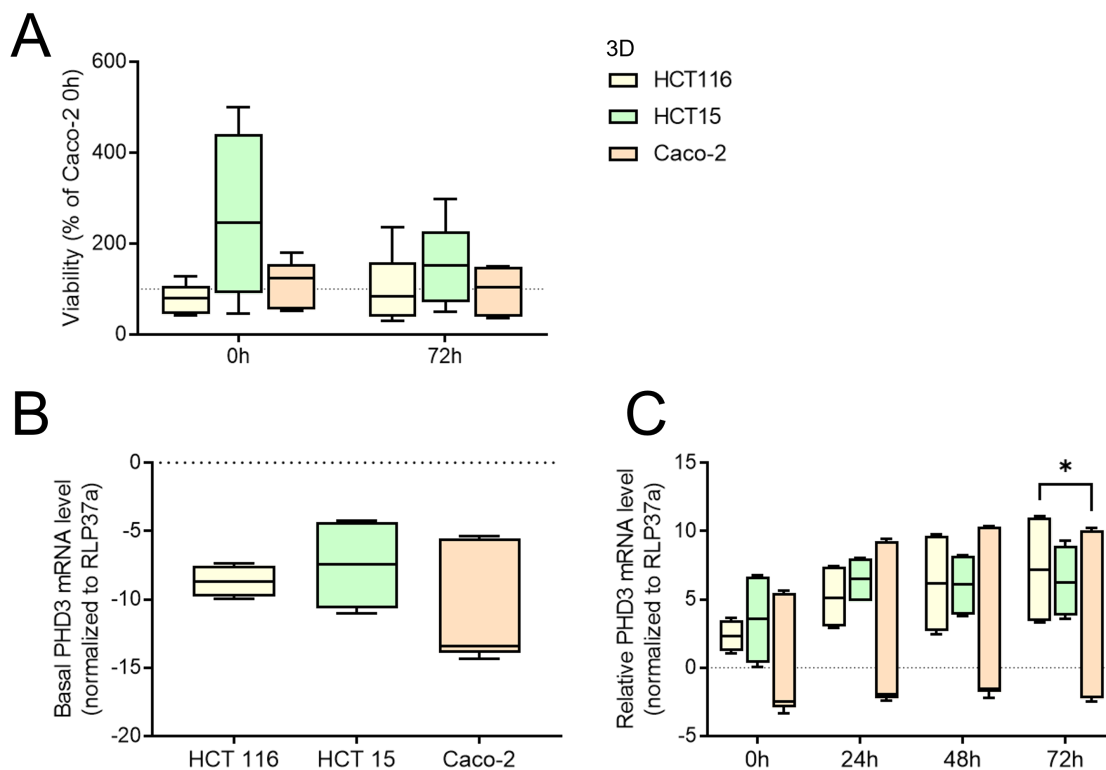 A
Viability (% of Caco-2 0h)
600
400
200
0
0h
72h
3D
HCT116
HCT15
Caco-2
B
Basal PHD3 mRNA level
(normalized to RLP37a)
0
-5
-10
-15
-20
HCT 116
HCT 15
Caco-2
C
Relative PHD3 mRNA level
(normalized to RLP37a)
15
10
5
0
-5
*
0h
24h
48h
72h